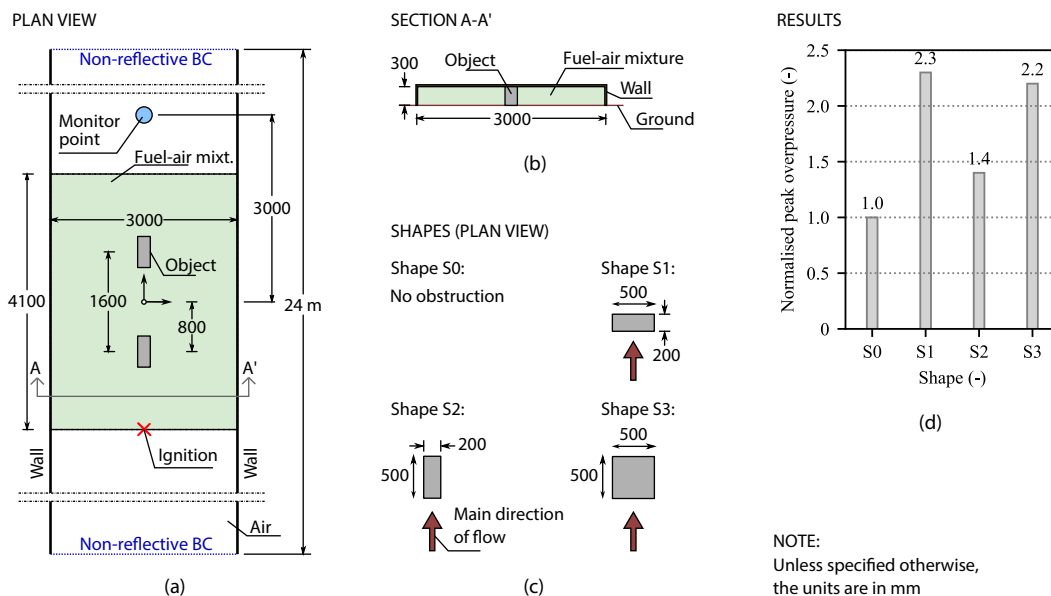 PLAN VIEW
Non-reflective BC
Monitor
point
Fuel-air mixt.
3000
3000
Object
4100
1600
24 m
800
A
A'
Ignition
Wall
Wall
Air
Non-reflective BC
(a)
SECTION A-A'
Object
Fuel-air mixture
300
Wall
3000
Ground
(b)
SHAPES (PLAN VIEW)
Shape S0:
No obstruction
Shape S1:
500
200
Shape S2:
200
500
Main direction
of flow
Shape S3:
500
500
(c)
RESULTS
Normalised peak overpressure (-)
2.5
2.0
1.5
1.0
0.5
0
1.0
2.3
1.4
2.2
S0 S1 S2 S3
Shape (-)
(d)
NOTE:
Unless specified otherwise,
the units are in mm